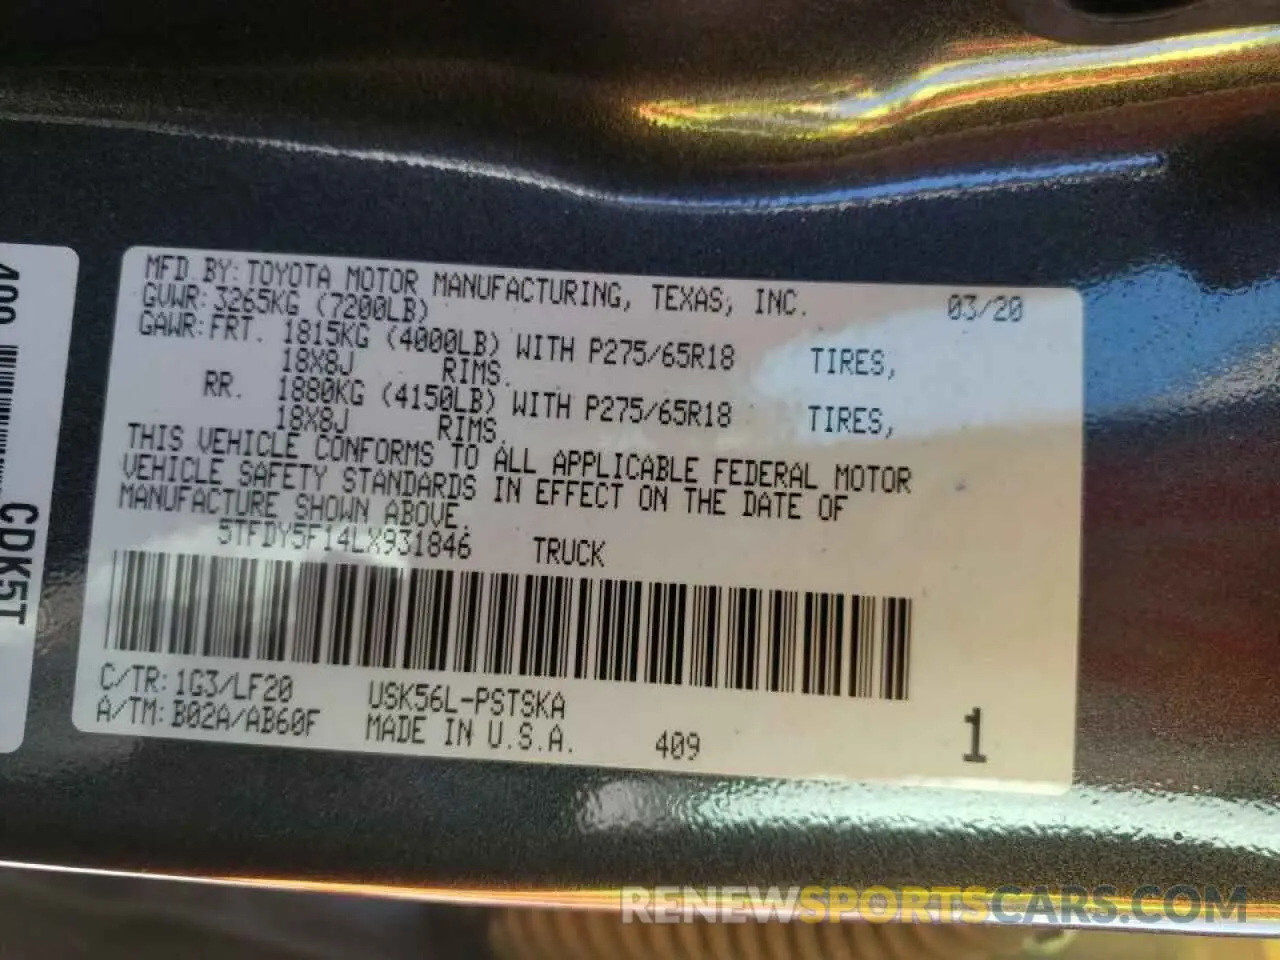 MFD BY: TOYOTA MOTOR MANUFACTURING, TEXAS, INC. 03/20
GVWR: 3265KG (7200LB)
GAWR: FRT. 1815KG (4000LB) WITH P275/65R18 TIRES,
18X8J RIMS.
RR. 1880KG (4150LB) WITH P275/65R18 TIRES,
18X8J RIMS.
THIS VEHICLE CONFORMS TO ALL APPLICABLE FEDERAL MOTOR
VEHICLE SAFETY STANDARDS IN EFFECT ON THE DATE OF
MANUFACTURE SHOWN ABOVE.
5TFDY5F14LX931846 TRUCK
C/TR: 1G3/LF20 USK56L-PSTSKA
A/TM: B02A/AB60F MADE IN U.S.A. 409 1
CDK5T
RENEWSPORTSCARS.COM